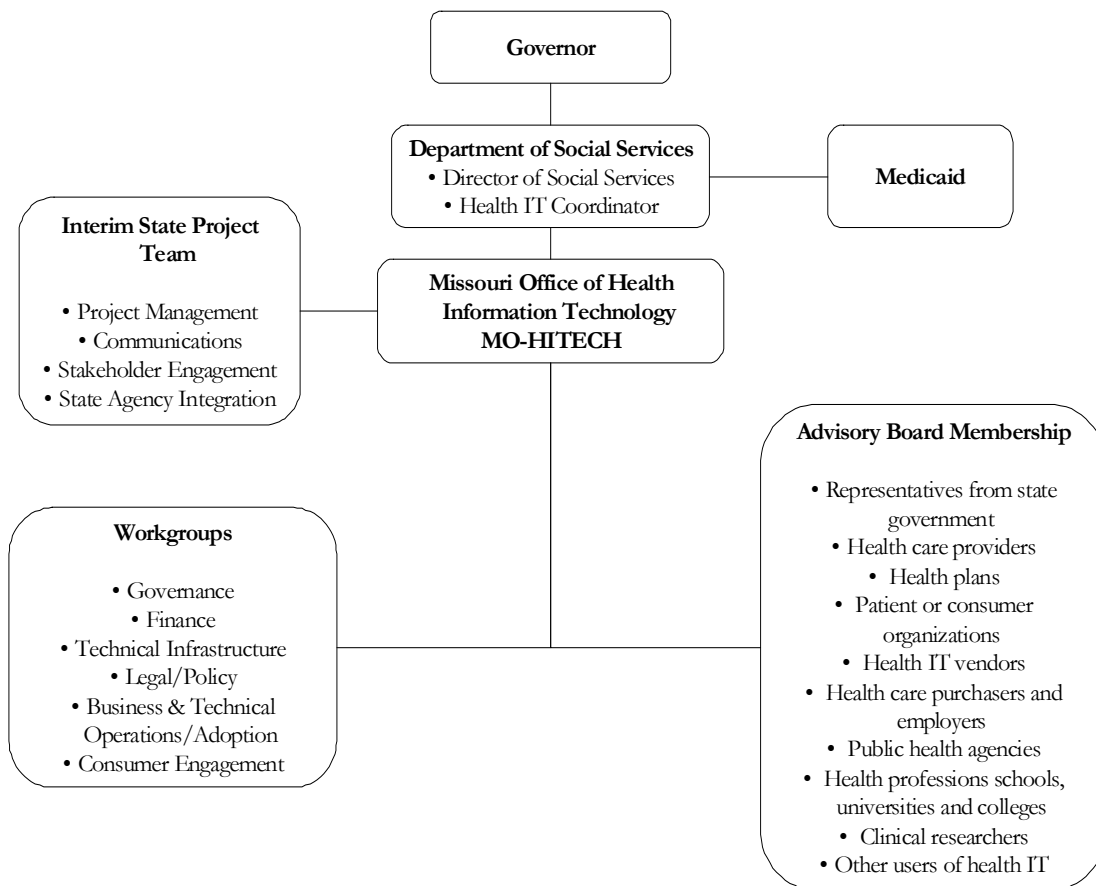 Governor
Department of Social Services
• Director of Social Services
• Health IT Coordinator
Medicaid
Interim State Project
Team
• Project Management
• Communications
• Stakeholder Engagement
• State Agency Integration
Missouri Office of Health
Information Technology
MO-HITECH
Workgroups
• Governance
• Finance
• Technical Infrastructure
• Legal/Policy
• Business & Technical
Operations/Adoption
• Consumer Engagement
Advisory Board Membership
• Representatives from state
government
• Health care providers
• Health plans
• Patient or consumer
organizations
• Health IT vendors
• Health care purchasers and
employers
• Public health agencies
• Health professions schools,
universities and colleges
• Clinical researchers
• Other users of health IT